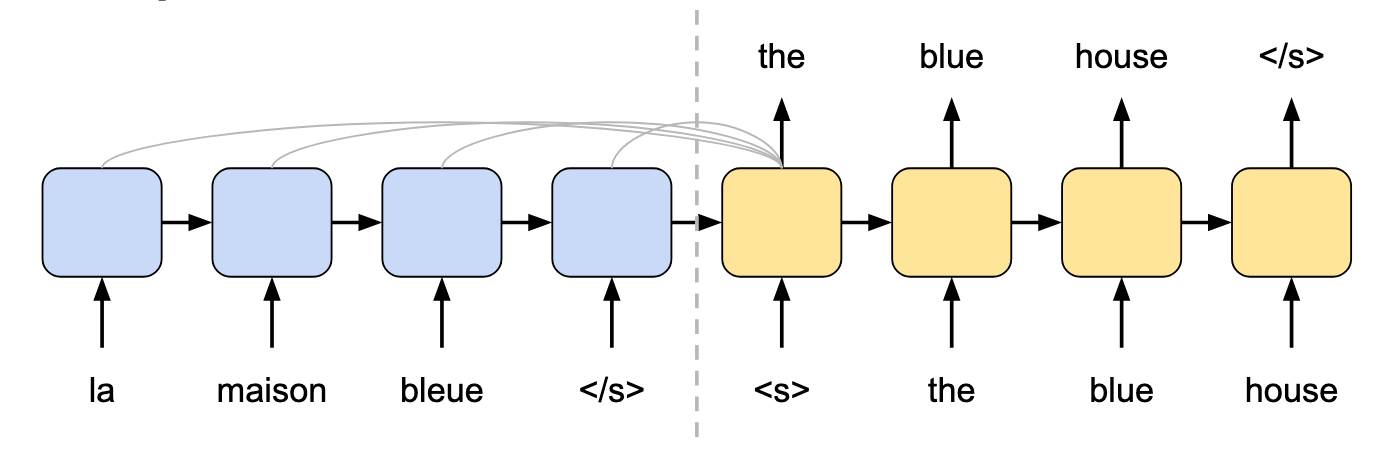 the blue house </s>
la maison bleue </s> <s> the blue house